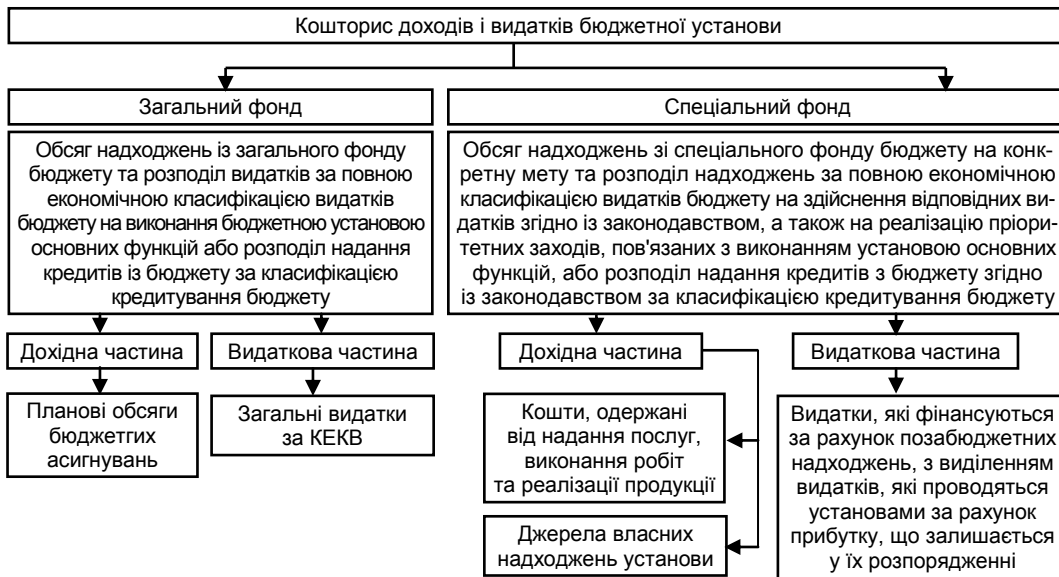 Кошторис доходів і видатків бюджетної установи
Загальний фонд
Обсяг надходжень із загального фонду
бюджету та розподіл видатків за повною
економічною класифікацією видатків
бюджету на виконання бюджетною установою
основних функцій або розподіл надання
кредитів із бюджету за класифікацією
кредитування бюджету
Дохідна частина
Планові обсяги
бюджетгих
асигнувань
Видаткова частина
Загальні видатки
за КЕКВ
Спеціальний фонд
Обсяг надходжень зі спеціального фонду бюджету на конк-
ретну мету та розподіл надходжень за повною економічною
класифікацією видатків бюджету на здійснення відповідних ви-
датків згідно із законодавством, а також на реалізацію пріори-
тетних заходів, пов'язаних з виконанням установою основних
функцій, або розподіл надання кредитів з бюджету згідно
із законодавством за класифікацією кредитування бюджету
Дохідна частина
Кошти, одержані
від надання послуг,
виконання робіт
та реалізації продукції
Джерела власних
надходжень установи
Видаткова частина
Видатки, які фінансуються
за рахунок позабюджетних
надходжень, з виділенням
видатків, які проводяться
установами за рахунок
прибутку, що залишається
у їх розпорядженні